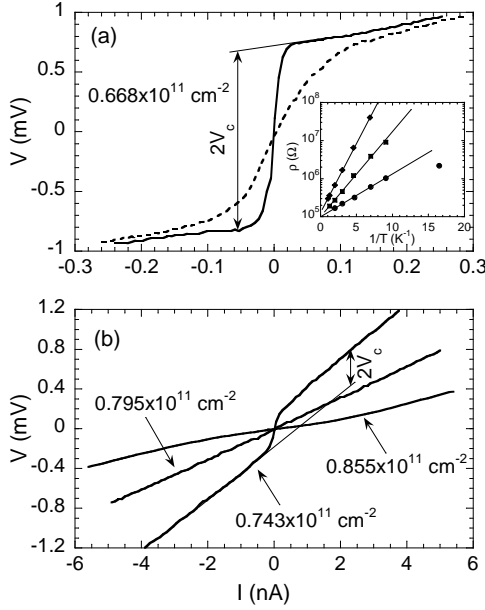 (a)
1
0.5
0
-0.5
-1
V (mV)
0.668x10^11 cm^-2
2V_c
-0.3 -0.2 -0.1 0 0.1 0.2 0.3
10^8
10^7
10^6
10^5
ρ (Ω)
0 5 10 15 20
1/T (K^-1)
(b)
1.2
0.8
0.4
0
-0.4
-0.8
-1.2
V (mV)
2V_c
0.795x10^11 cm^-2
0.855x10^11 cm^-2
0.743x10^11 cm^-2
-6 -4 -2 0 2 4 6
I (nA)